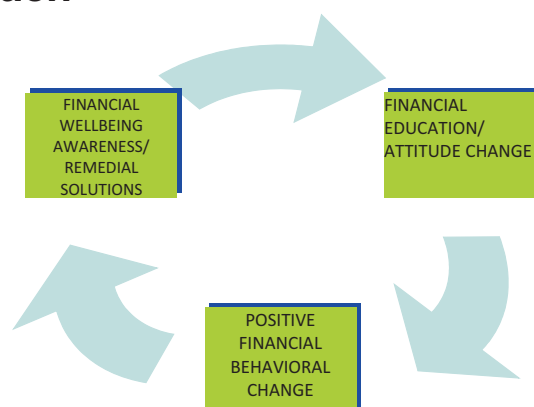 FINANCIAL
WELLBEING
AWARENESS/
REMEDIAL
SOLUTIONS
FINANCIAL
EDUCATION/
ATTITUDE CHANGE
POSITIVE
FINANCIAL
BEHAVIORAL
CHANGE